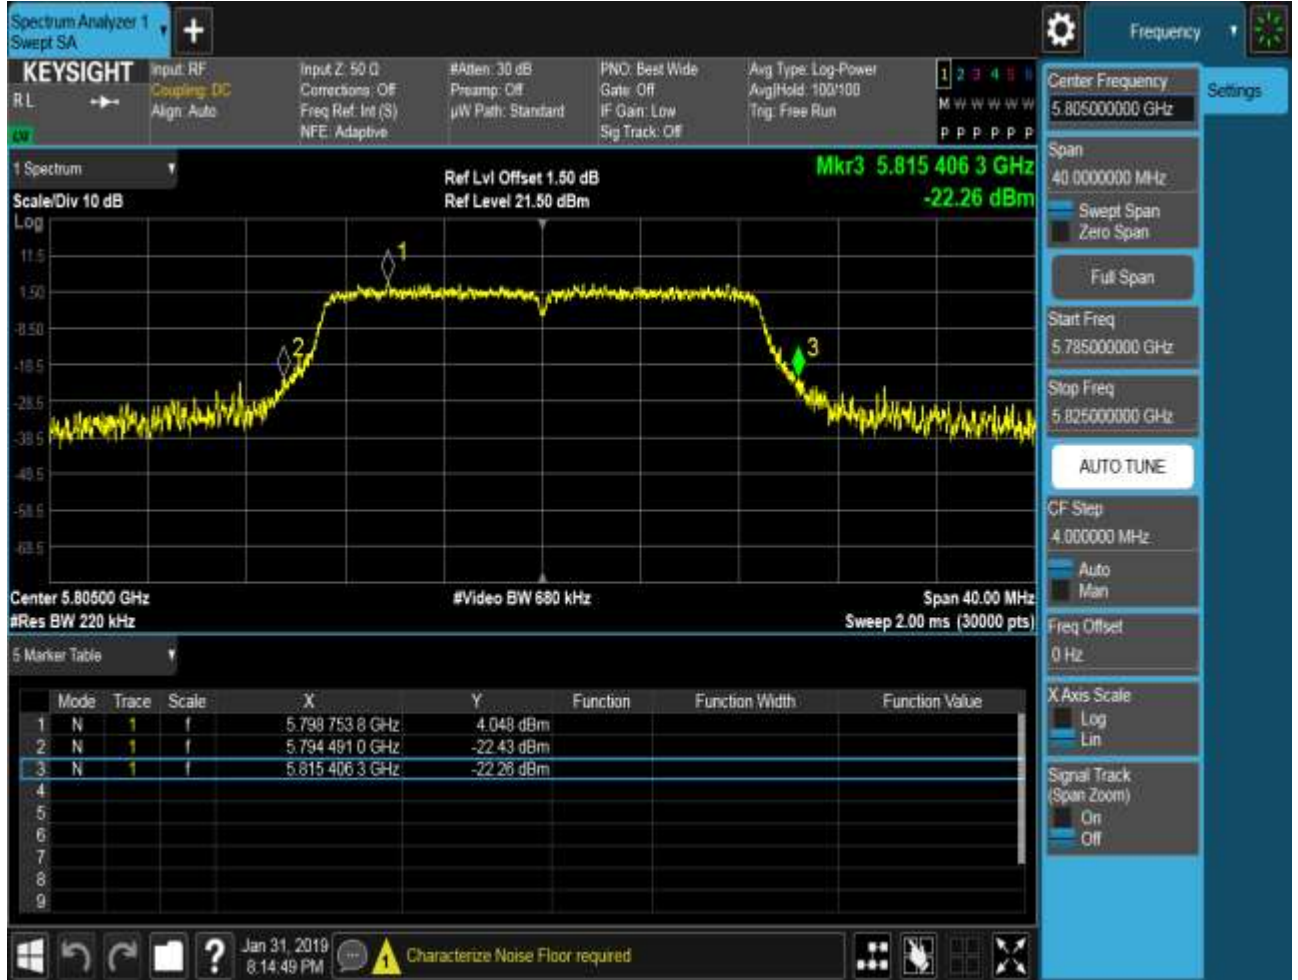 Spectrum Analyzer 1
Swept SA
+
Frequency
KEYSIGHT
RL
Input: RF
Coupling: DC
Align: Auto
Input Z: 50 Ω
Corrections: Off
Freq Ref: Int (S)
NFE: Adaptive
#Atten: 30 dB
Preamp: Off
µW Path: Standard
PNO: Best Wide
Gate: Off
IF Gain: Low
Sig Track: Off
Avg Type: Log-Power
Avg|Hold: 100/100
Trig: Free Run
1 2 3 4 5 6
M W W W W W
P P P P P P
1 Spectrum
Scale/Div 10 dB
Ref Lvl Offset 1.50 dB
Ref Level 21.50 dBm
Mkr3 5.815 406 3 GHz
-22.26 dBm
Log
11.5
1.50
-8.50
-18.5
-28.5
-38.5
-48.5
-58.5
-68.5
1
2
3
Center 5.80500 GHz
#Video BW 680 kHz
Span 40.00 MHz
#Res BW 220 kHz
Sweep 2.00 ms (30000 pts)
5 Marker Table
Mode Trace Scale X Y Function Function Width Function Value
1 N 1 f 5.798 753 8 GHz 4.048 dBm
2 N 1 f 5.794 491 0 GHz -22.43 dBm
3 N 1 f 5.815 406 3 GHz -22.26 dBm
4
5
6
7
8
9
Center Frequency
5.805000000 GHz
Settings
Span
40.0000000 MHz
Swept Span
Zero Span
Full Span
Start Freq
5.785000000 GHz
Stop Freq
5.825000000 GHz
AUTO TUNE
CF Step
4.000000 MHz
Auto
Man
Freq Offset
0 Hz
X Axis Scale
Log
Lin
Signal Track
(Span Zoom)
On
Off
?
Jan 31, 2019
8:14:49 PM
1
Characterize Noise Floor required